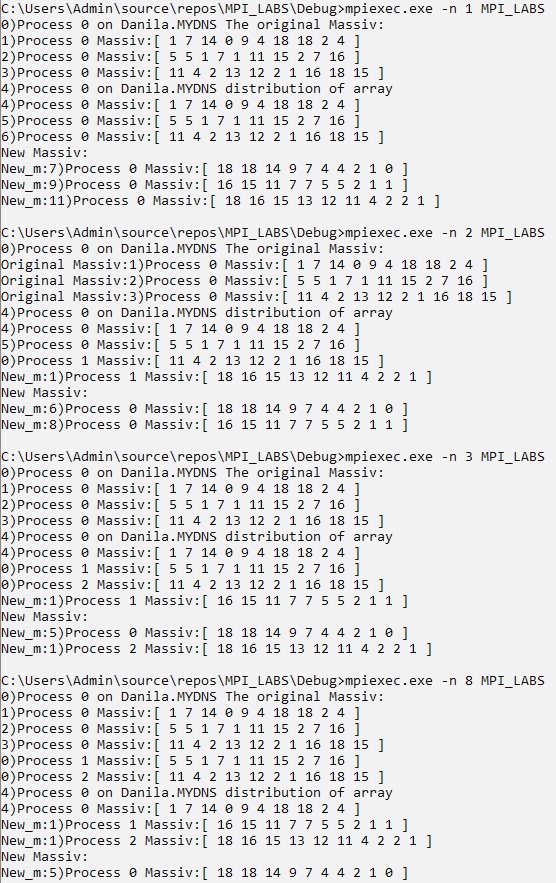 C:\Users\Admin\source\repos\MPI_LABS\Debug>mpiexec.exe -n 1 MPI_LABS
0)Process 0 on Danila.MYDNS The original Massiv:
1)Process 0 Massiv:[ 1 7 14 0 9 4 18 18 2 4 ]
2)Process 0 Massiv:[ 5 5 1 7 1 11 15 2 7 16 ]
3)Process 0 Massiv:[ 11 4 2 13 12 2 1 16 18 15 ]
4)Process 0 on Danila.MYDNS distribution of array
4)Process 0 Massiv:[ 1 7 14 0 9 4 18 18 2 4 ]
5)Process 0 Massiv:[ 5 5 1 7 1 11 15 2 7 16 ]
6)Process 0 Massiv:[ 11 4 2 13 12 2 1 16 18 15 ]
New Massiv:
New_m:7)Process 0 Massiv:[ 18 18 14 9 7 4 4 2 1 0 ]
New_m:9)Process 0 Massiv:[ 16 15 11 7 7 5 5 2 1 1 ]
New_m:11)Process 0 Massiv:[ 18 16 15 13 12 11 4 2 2 1 ]
C:\Users\Admin\source\repos\MPI_LABS\Debug>mpiexec.exe -n 2 MPI_LABS
0)Process 0 on Danila.MYDNS The original Massiv:
Original Massiv:1)Process 0 Massiv:[ 1 7 14 0 9 4 18 18 2 4 ]
Original Massiv:2)Process 0 Massiv:[ 5 5 1 7 1 11 15 2 7 16 ]
Original Massiv:3)Process 0 Massiv:[ 11 4 2 13 12 2 1 16 18 15 ]
4)Process 0 on Danila.MYDNS distribution of array
4)Process 0 Massiv:[ 1 7 14 0 9 4 18 18 2 4 ]
5)Process 0 Massiv:[ 5 5 1 7 1 11 15 2 7 16 ]
0)Process 1 Massiv:[ 11 4 2 13 12 2 1 16 18 15 ]
New_m:1)Process 1 Massiv:[ 18 16 15 13 12 11 4 2 2 1 ]
New Massiv:
New_m:6)Process 0 Massiv:[ 18 18 14 9 7 4 4 2 1 0 ]
New_m:8)Process 0 Massiv:[ 16 15 11 7 7 5 5 2 1 1 ]
C:\Users\Admin\source\repos\MPI_LABS\Debug>mpiexec.exe -n 3 MPI_LABS
0)Process 0 on Danila.MYDNS The original Massiv:
1)Process 0 Massiv:[ 1 7 14 0 9 4 18 18 2 4 ]
2)Process 0 Massiv:[ 5 5 1 7 1 11 15 2 7 16 ]
3)Process 0 Massiv:[ 11 4 2 13 12 2 1 16 18 15 ]
4)Process 0 on Danila.MYDNS distribution of array
4)Process 0 Massiv:[ 1 7 14 0 9 4 18 18 2 4 ]
0)Process 1 Massiv:[ 5 5 1 7 1 11 15 2 7 16 ]
0)Process 2 Massiv:[ 11 4 2 13 12 2 1 16 18 15 ]
New_m:1)Process 1 Massiv:[ 16 15 11 7 7 5 5 2 1 1 ]
New Massiv:
New_m:5)Process 0 Massiv:[ 18 18 14 9 7 4 4 2 1 0 ]
New_m:1)Process 2 Massiv:[ 18 16 15 13 12 11 4 2 2 1 ]
C:\Users\Admin\source\repos\MPI_LABS\Debug>mpiexec.exe -n 8 MPI_LABS
0)Process 0 on Danila.MYDNS The original Massiv:
1)Process 0 Massiv:[ 1 7 14 0 9 4 18 18 2 4 ]
2)Process 0 Massiv:[ 5 5 1 7 1 11 15 2 7 16 ]
3)Process 0 Massiv:[ 11 4 2 13 12 2 1 16 18 15 ]
0)Process 1 Massiv:[ 5 5 1 7 1 11 15 2 7 16 ]
0)Process 2 Massiv:[ 11 4 2 13 12 2 1 16 18 15 ]
4)Process 0 on Danila.MYDNS distribution of array
4)Process 0 Massiv:[ 1 7 14 0 9 4 18 18 2 4 ]
New_m:1)Process 1 Massiv:[ 16 15 11 7 7 5 5 2 1 1 ]
New_m:1)Process 2 Massiv:[ 18 16 15 13 12 11 4 2 2 1 ]
New Massiv:
New_m:5)Process 0 Massiv:[ 18 18 14 9 7 4 4 2 1 0 ]